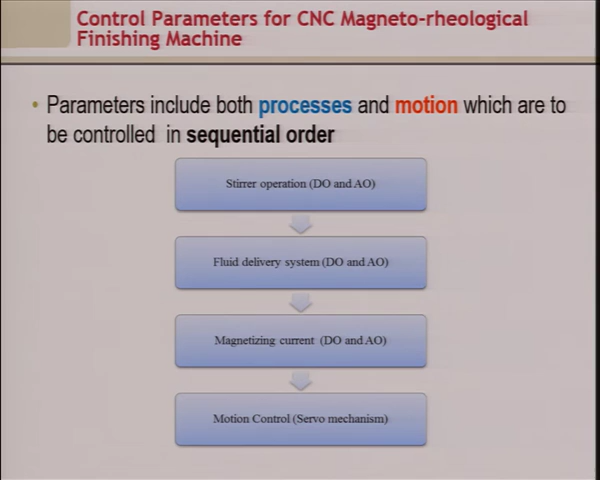 Control Parameters for CNC Magneto-rheological
Finishing Machine
• Parameters include both processes and motion which are to
be controlled in sequential order
Stirrer operation (DO and AO)
Fluid delivery system (DO and AO)
Magnetizing current (DO and AO)
Motion Control (Servo mechanism)